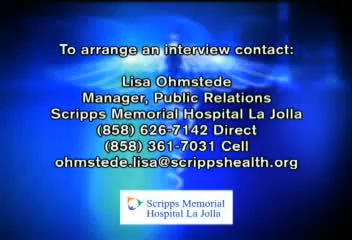 To arrange an interview contact:
Lisa Ohmstede
Manager, Public Relations
Scripps Memorial Hospital La Jolla
(858) 626-7142 Direct
(858) 361-7031 Cell
ohmstede.lisa@scrippshealth.org
Scripps Memorial
Hospital La Jolla